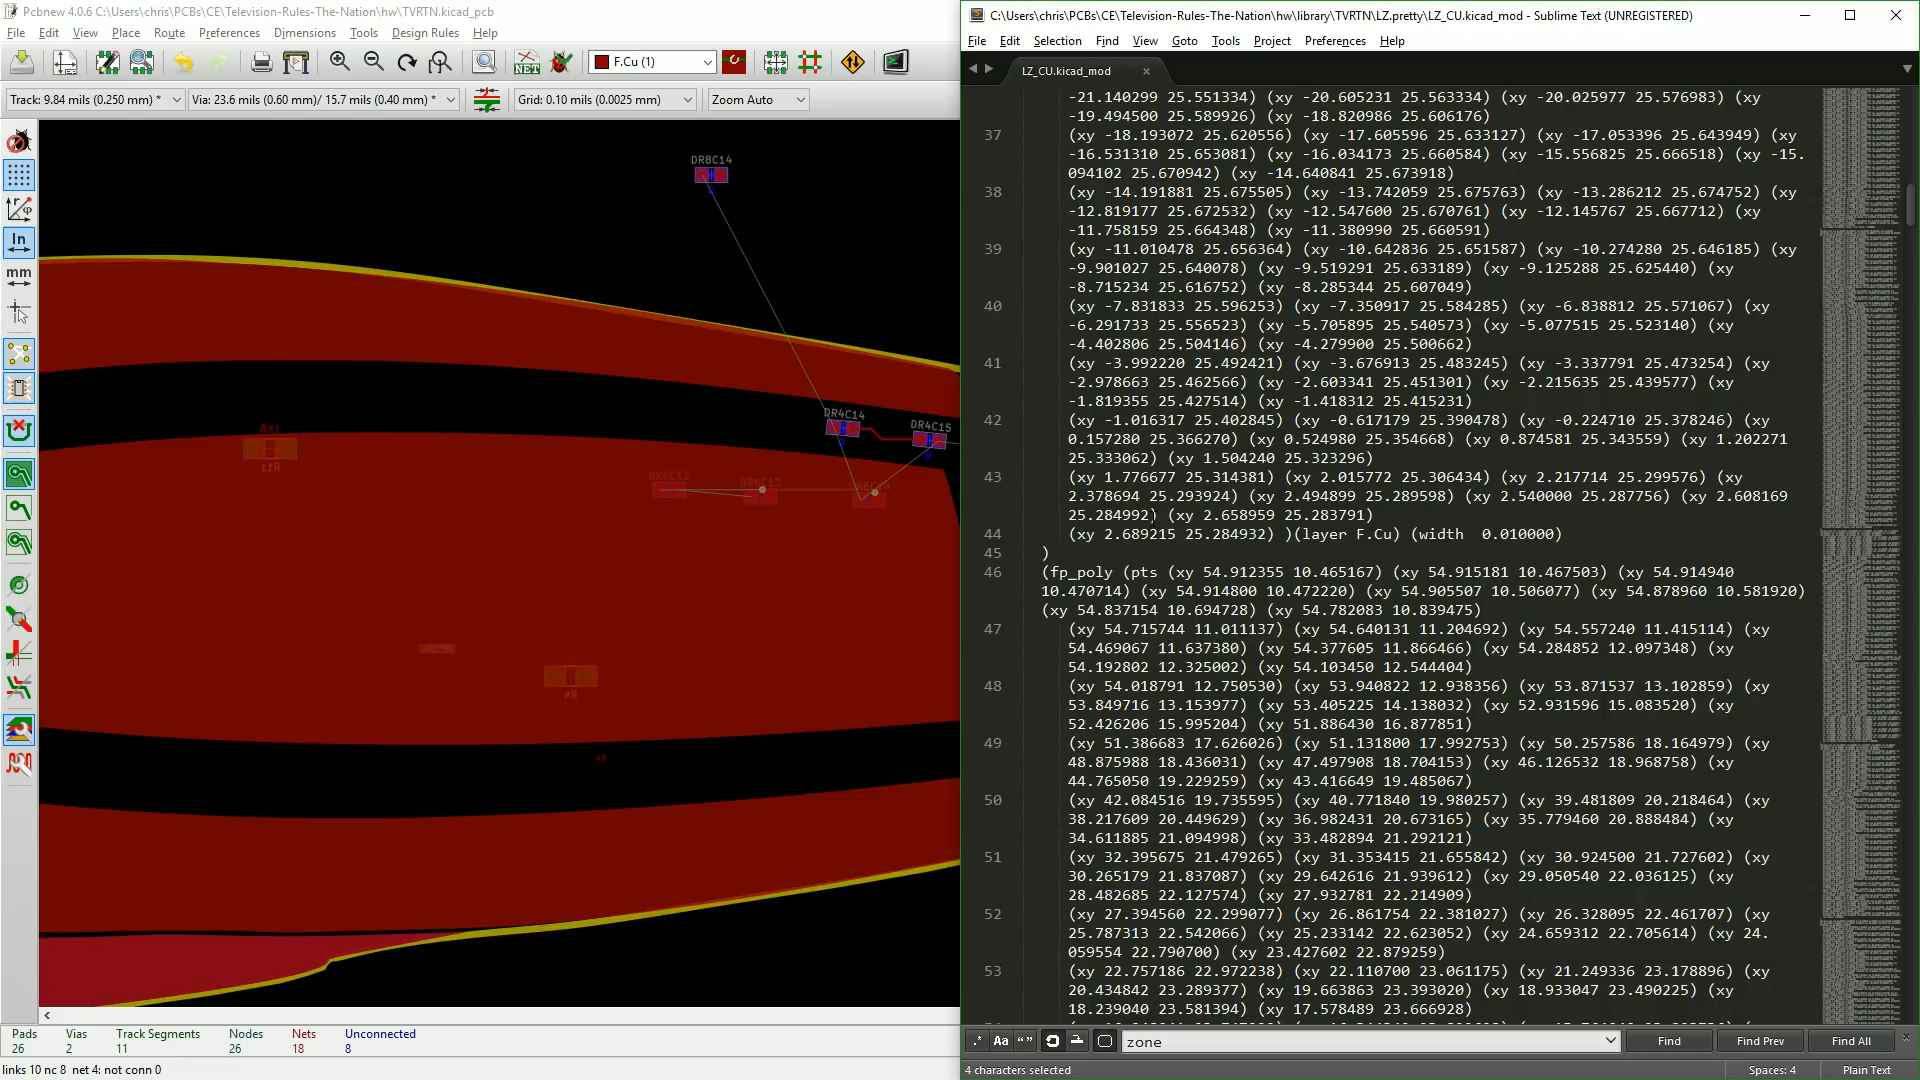 Pcbnew 4.0.6 C:\Users\chris\PCBs\CE\Television-Rules-The-Nation\hw\TVRTN.kicad_pcb
File Edit View Place Route Preferences Dimensions Tools Design Rules Help
NET
F.Cu (1)
Track: 9.84 mils (0.250 mm) *
Via: 23.6 mils (0.60 mm)/ 15.7 mils (0.40 mm) *
Grid: 0.10 mils (0.0025 mm)
Zoom Auto
In
mm
DR8C14
DR4C14
DR4C15
DR6C12
DR6C13
1K8
R11
R6
Pads Vias Track Segments Nodes Nets Unconnected
26 2 11 26 18 8
links 10 nc 8 net 4: not conn 0
C:\Users\chris\PCBs\CE\Television-Rules-The-Nation\hw\library\TVRTN\LZ.pretty\LZ_CU.kicad_mod - Sublime Text (UNREGISTERED)
File Edit Selection Find View Goto Tools Project Preferences Help
LZ_CU.kicad_mod ×
-21.140299 25.551334) (xy -20.605231 25.563334) (xy -20.025977 25.576983) (xy
-19.494500 25.589926) (xy -18.820986 25.606176)
37 (xy -18.193072 25.620556) (xy -17.605596 25.633127) (xy -17.053396 25.643949) (xy
-16.531310 25.653081) (xy -16.034173 25.660584) (xy -15.556825 25.666518) (xy -15.
094102 25.670942) (xy -14.640841 25.673918)
38 (xy -14.191881 25.675505) (xy -13.742059 25.675763) (xy -13.286212 25.674752) (xy
-12.819177 25.672532) (xy -12.547600 25.670761) (xy -12.145767 25.667712) (xy
-11.758159 25.664348) (xy -11.380990 25.660591)
39 (xy -11.010478 25.656364) (xy -10.642836 25.651587) (xy -10.274280 25.646185) (xy
-9.901027 25.640078) (xy -9.519291 25.633189) (xy -9.125288 25.625440) (xy
-8.715234 25.616752) (xy -8.285344 25.607049)
40 (xy -7.831833 25.596253) (xy -7.350917 25.584285) (xy -6.838812 25.571067) (xy
-6.291733 25.556523) (xy -5.705895 25.540573) (xy -5.077515 25.523140) (xy
-4.402806 25.504146) (xy -4.279900 25.500662)
41 (xy -3.992220 25.492421) (xy -3.676913 25.483245) (xy -3.337791 25.473254) (xy
-2.978663 25.462566) (xy -2.603341 25.451301) (xy -2.215635 25.439577) (xy
-1.819355 25.427514) (xy -1.418312 25.415231)
42 (xy -1.016317 25.402845) (xy -0.617179 25.390478) (xy -0.224710 25.378246) (xy
0.157280 25.366270) (xy 0.524980 25.354668) (xy 0.874581 25.343559) (xy 1.202271
25.333062) (xy 1.504240 25.323296)
43 (xy 1.776677 25.314381) (xy 2.015772 25.306434) (xy 2.217714 25.299576) (xy
2.378694 25.293924) (xy 2.494899 25.289598) (xy 2.540000 25.287756) (xy 2.608169
25.284992) (xy 2.658959 25.283791)
44 (xy 2.689215 25.284932) )(layer F.Cu) (width 0.010000)
45 )
46 (fp_poly (pts (xy 54.912355 10.465167) (xy 54.915181 10.467503) (xy 54.914940
10.470714) (xy 54.914800 10.472220) (xy 54.905507 10.506077) (xy 54.878960 10.581920)
(xy 54.837154 10.694728) (xy 54.782083 10.839475)
47 (xy 54.715744 11.011137) (xy 54.640131 11.204692) (xy 54.557240 11.415114) (xy
54.469067 11.637380) (xy 54.377605 11.866466) (xy 54.284852 12.097348) (xy
54.192802 12.325002) (xy 54.103450 12.544404)
48 (xy 54.018791 12.750530) (xy 53.940822 12.938356) (xy 53.871537 13.102859) (xy
53.849716 13.153977) (xy 53.405225 14.138032) (xy 52.931596 15.083520) (xy
52.426206 15.995204) (xy 51.886430 16.877851)
49 (xy 51.386683 17.626026) (xy 51.131800 17.992753) (xy 50.257586 18.164979) (xy
48.875988 18.436031) (xy 47.497908 18.704153) (xy 46.126532 18.968758) (xy
44.765050 19.229259) (xy 43.416649 19.485067)
50 (xy 42.084516 19.735595) (xy 40.771840 19.980257) (xy 39.481809 20.218464) (xy
38.217609 20.449629) (xy 36.982431 20.673165) (xy 35.779460 20.888484) (xy
34.611885 21.094998) (xy 33.482894 21.292121)
51 (xy 32.395675 21.479265) (xy 31.353415 21.655842) (xy 30.924500 21.727602) (xy
30.265179 21.837087) (xy 29.642616 21.939612) (xy 29.050540 22.036125) (xy
28.482685 22.127574) (xy 27.932781 22.214909)
52 (xy 27.394560 22.299077) (xy 26.861754 22.381027) (xy 26.328095 22.461707) (xy
25.787313 22.542066) (xy 25.233142 22.623052) (xy 24.659312 22.705614) (xy 24.
059554 22.790700) (xy 23.427602 22.879259)
53 (xy 22.757186 22.972238) (xy 22.110700 23.061175) (xy 21.249336 23.178896) (xy
20.434842 23.289377) (xy 19.663863 23.393020) (xy 18.933047 23.490225) (xy
18.239040 23.581394) (xy 17.578489 23.666928)
.* Aa “” zone Find Find Prev Find All
4 characters selected Spaces: 4 Plain Text